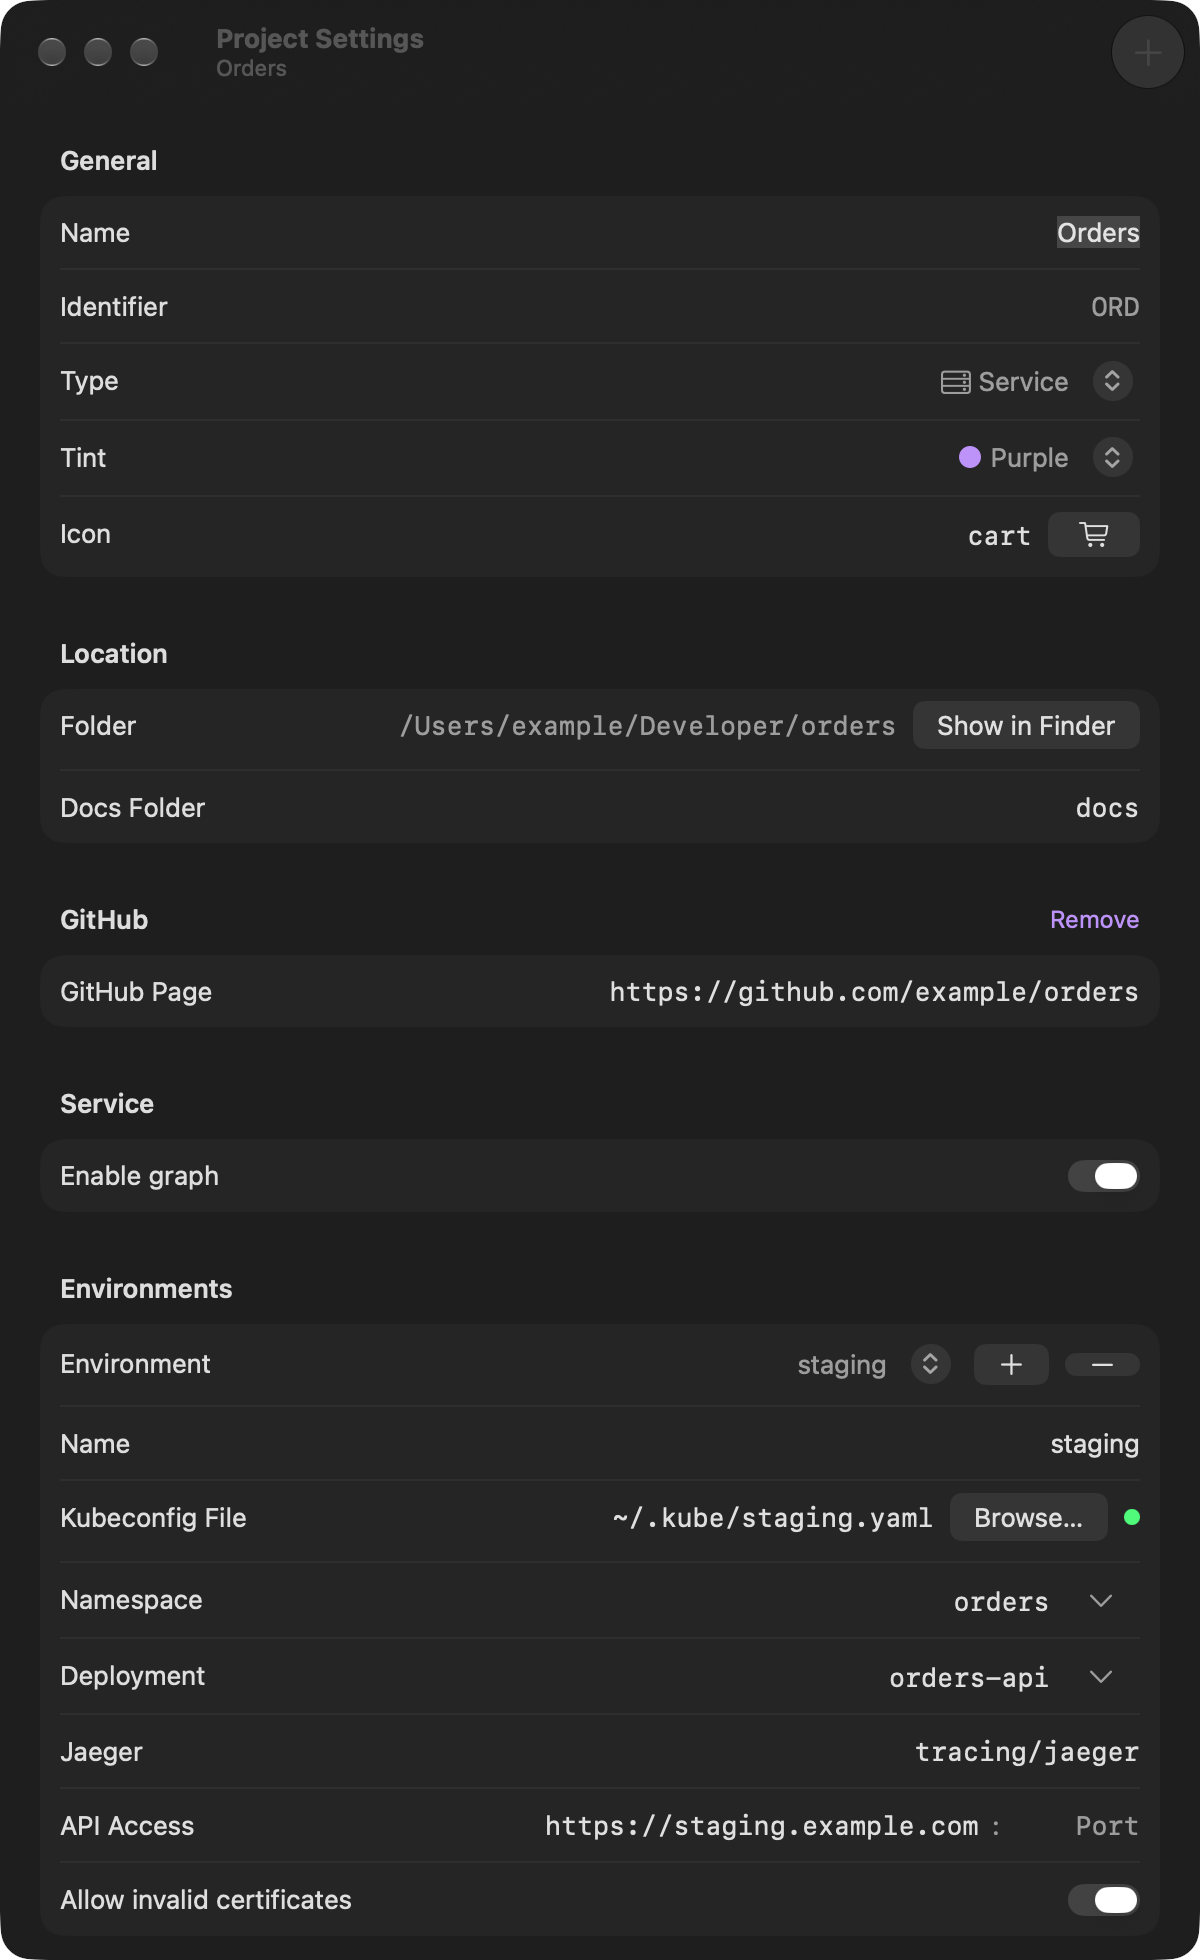 Project Settings
Orders
General
Name Orders
Identifier ORD
Type Service
Tint Purple
Icon cart
Location
Folder /Users/example/Developer/orders Show in Finder
Docs Folder docs
GitHub Remove
GitHub Page https://github.com/example/orders
Service
Enable graph
Environments
Environment staging
Name staging
Kubeconfig File ~/.kube/staging.yaml Browse...
Namespace orders
Deployment orders-api
Jaeger tracing/jaeger
API Access https://staging.example.com : Port
Allow invalid certificates